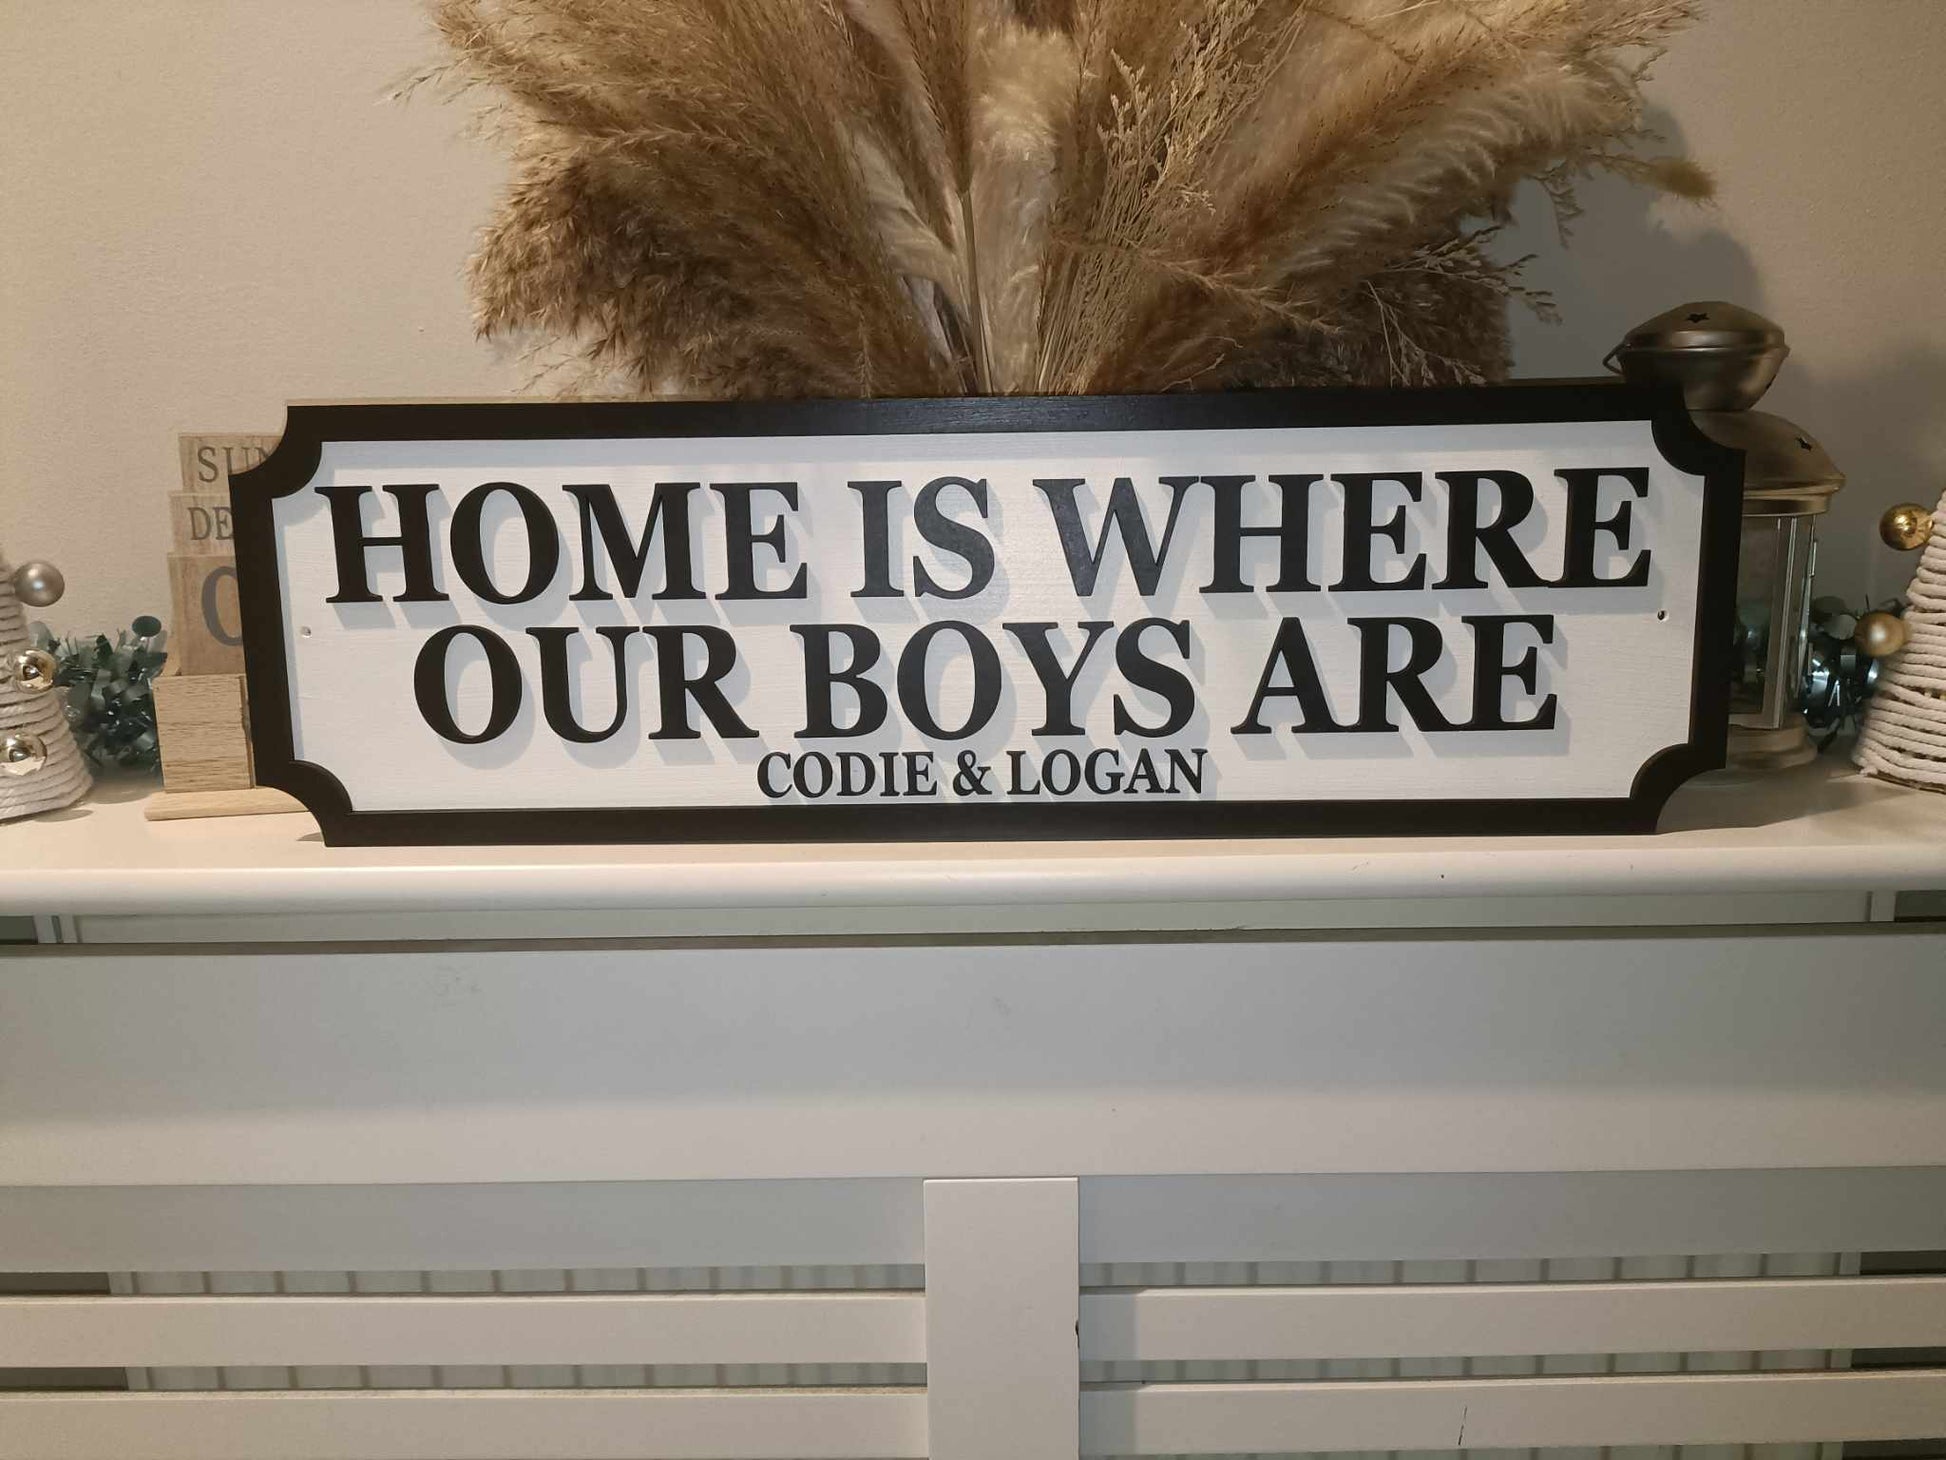 HOME IS WHERE
OUR BOYS ARE
CODIE & LOGAN